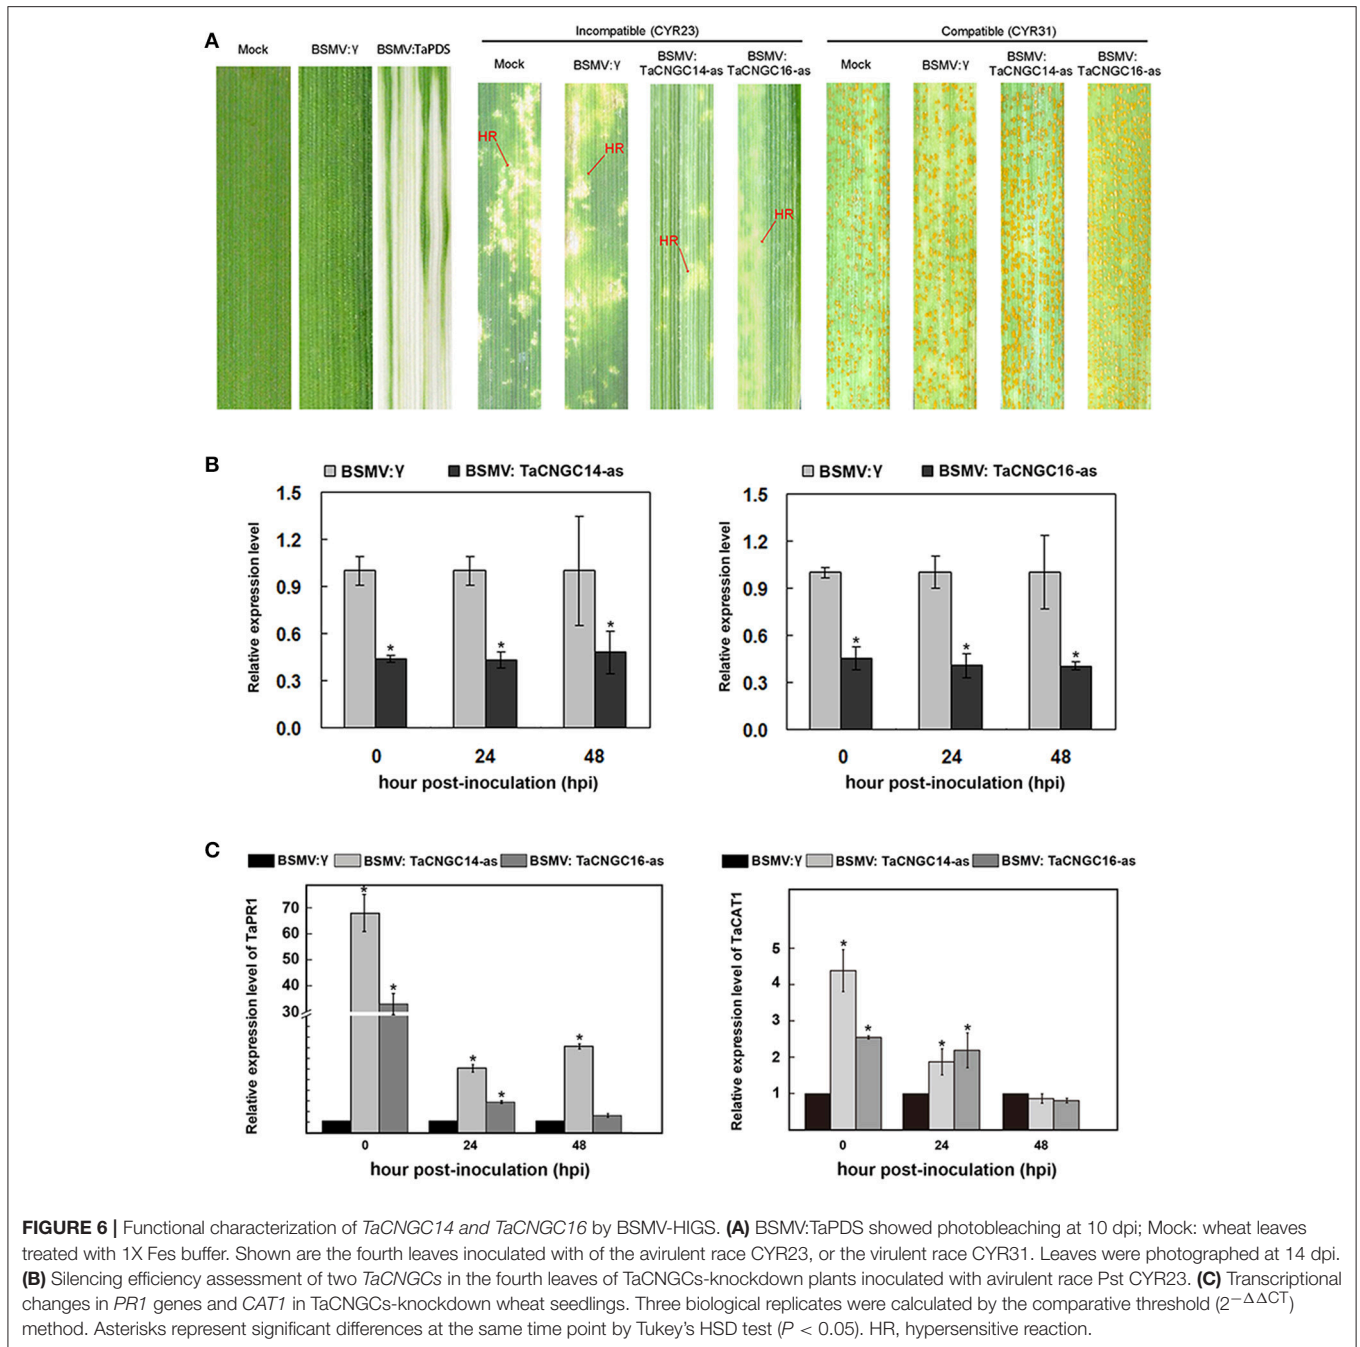 A
Mock
BSMV:γ
BSMV:TaPDS
Incompatible (CYR23)
Mock
BSMV:γ
BSMV:
TaCNGC14-as
BSMV:
TaCNGC16-as
Compatible (CYR31)
Mock
BSMV:γ
BSMV:
TaCNGC14-as
BSMV:
TaCNGC16-as
HR
HR
HR
HR
B
BSMV:γ BSMV: TaCNGC14-as
Relative expression level
1.5
1.2
0.9
0.6
0.3
0.0
* * *
0 24 48
hour post-inoculation (hpi)
BSMV:γ BSMV: TaCNGC16-as
Relative expression level
1.5
1.2
0.9
0.6
0.3
0.0
* * *
0 24 48
hour post-inoculation (hpi)
C
BSMV:γ BSMV: TaCNGC14-as BSMV: TaCNGC16-as
Relative expression level of TaPR1
70
60
50
40
30
* * * * *
0 24 48
hour post-inoculation (hpi)
BSMV:γ BSMV: TaCNGC14-as BSMV: TaCNGC16-as
Relative expression level of TaCAT1
5
4
3
2
1
* * * *
0 24 48
hour post-inoculation (hpi)
FIGURE 6 | Functional characterization of TaCNGC14 and TaCNGC16 by BSMV-HIGS. (A) BSMV:TaPDS showed photobleaching at 10 dpi; Mock: wheat leaves
treated with 1X Fes buffer. Shown are the fourth leaves inoculated with of the avirulent race CYR23, or the virulent race CYR31. Leaves were photographed at 14 dpi.
(B) Silencing efficiency assessment of two TaCNGCs in the fourth leaves of TaCNGCs-knockdown plants inoculated with avirulent race Pst CYR23. (C) Transcriptional
changes in PR1 genes and CAT1 in TaCNGCs-knockdown wheat seedlings. Three biological replicates were calculated by the comparative threshold (2−ΔΔCT)
method. Asterisks represent significant differences at the same time point by Tukey's HSD test (P < 0.05). HR, hypersensitive reaction.